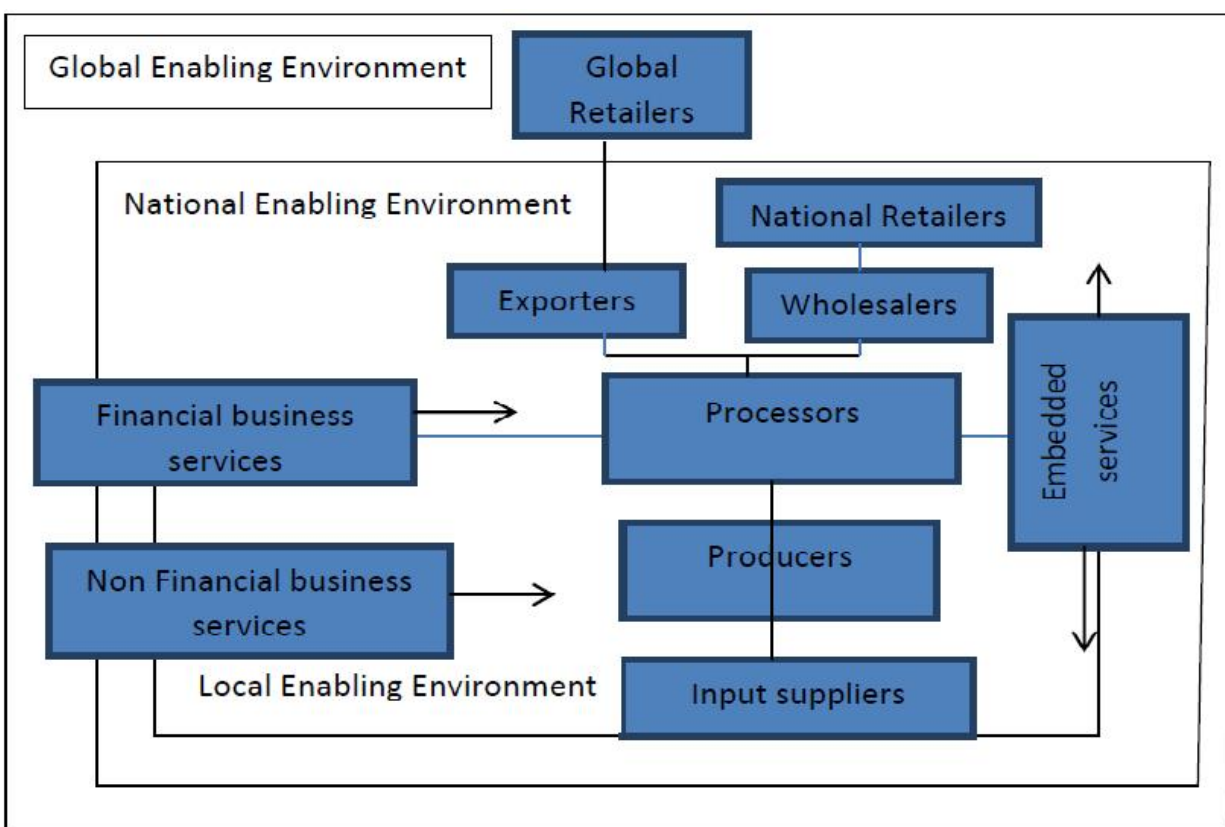 Global Enabling Environment
Global
Retailers
National Enabling Environment
National Retailers
Exporters
Wholesalers
Financial business
services
Processors
Embedded
services
Non Financial business
services
Producers
Local Enabling Environment
Input suppliers